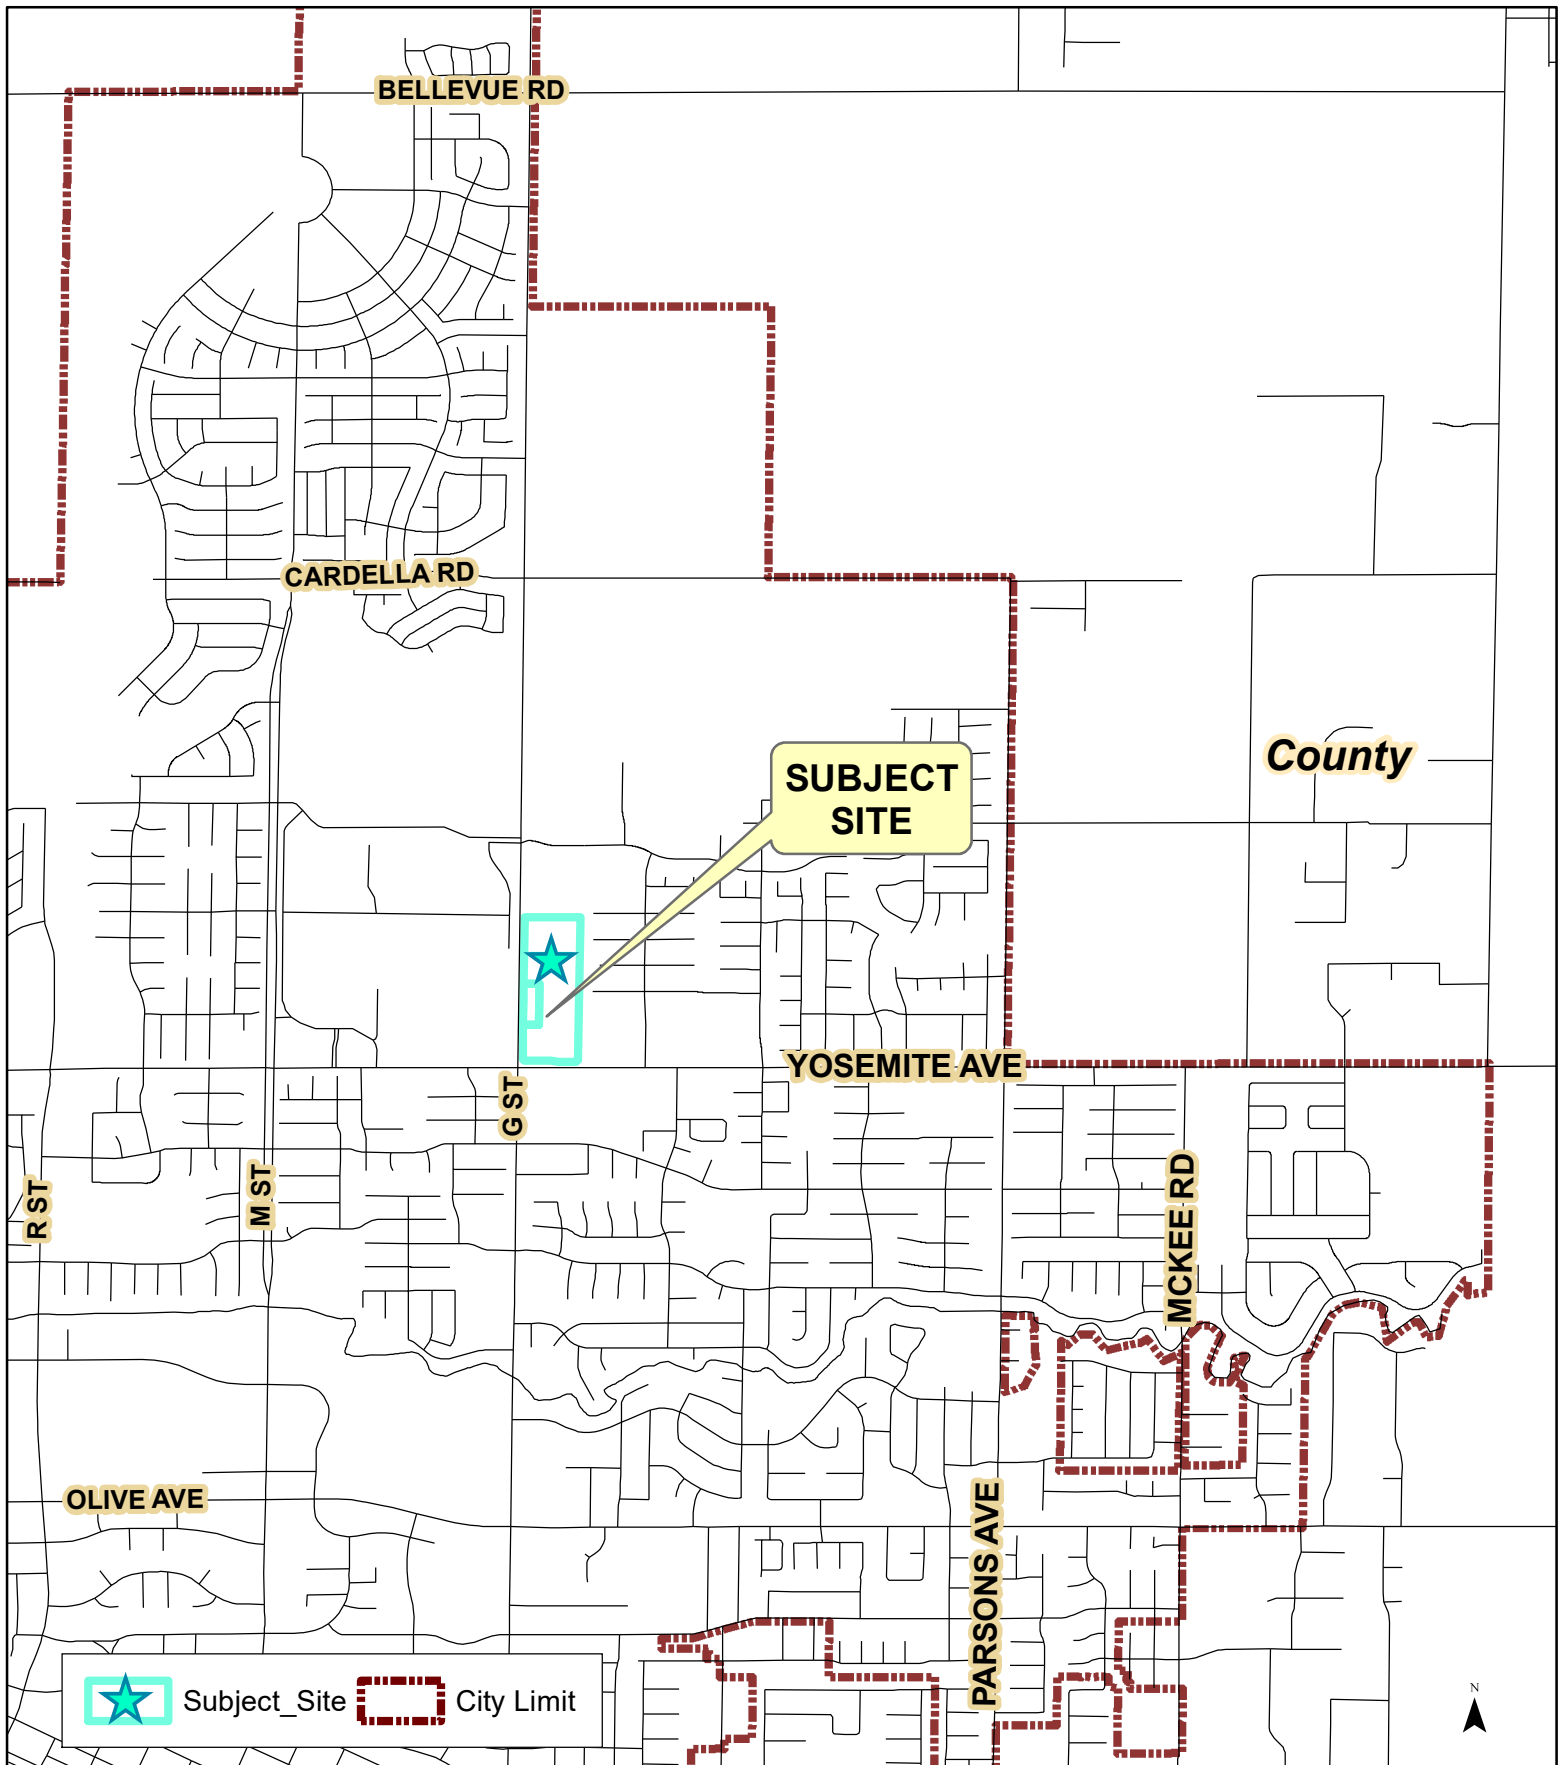 BELLEVUE RD
CARDELLA RD
SUBJECT
SITE
County
YOSEMITE AVE
G ST
R ST
M ST
MCKEE RD
OLIVE AVE
PARSONS AVE
Subject_Site
City Limit
N